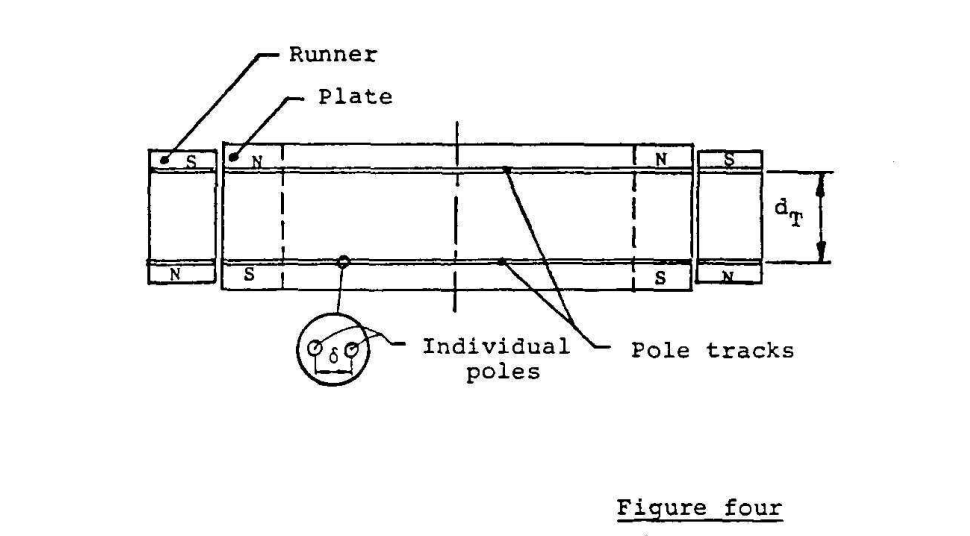 Runner
Plate
S N N S
d_T
N S S N
δ
Individual
poles
Pole tracks
Figure four